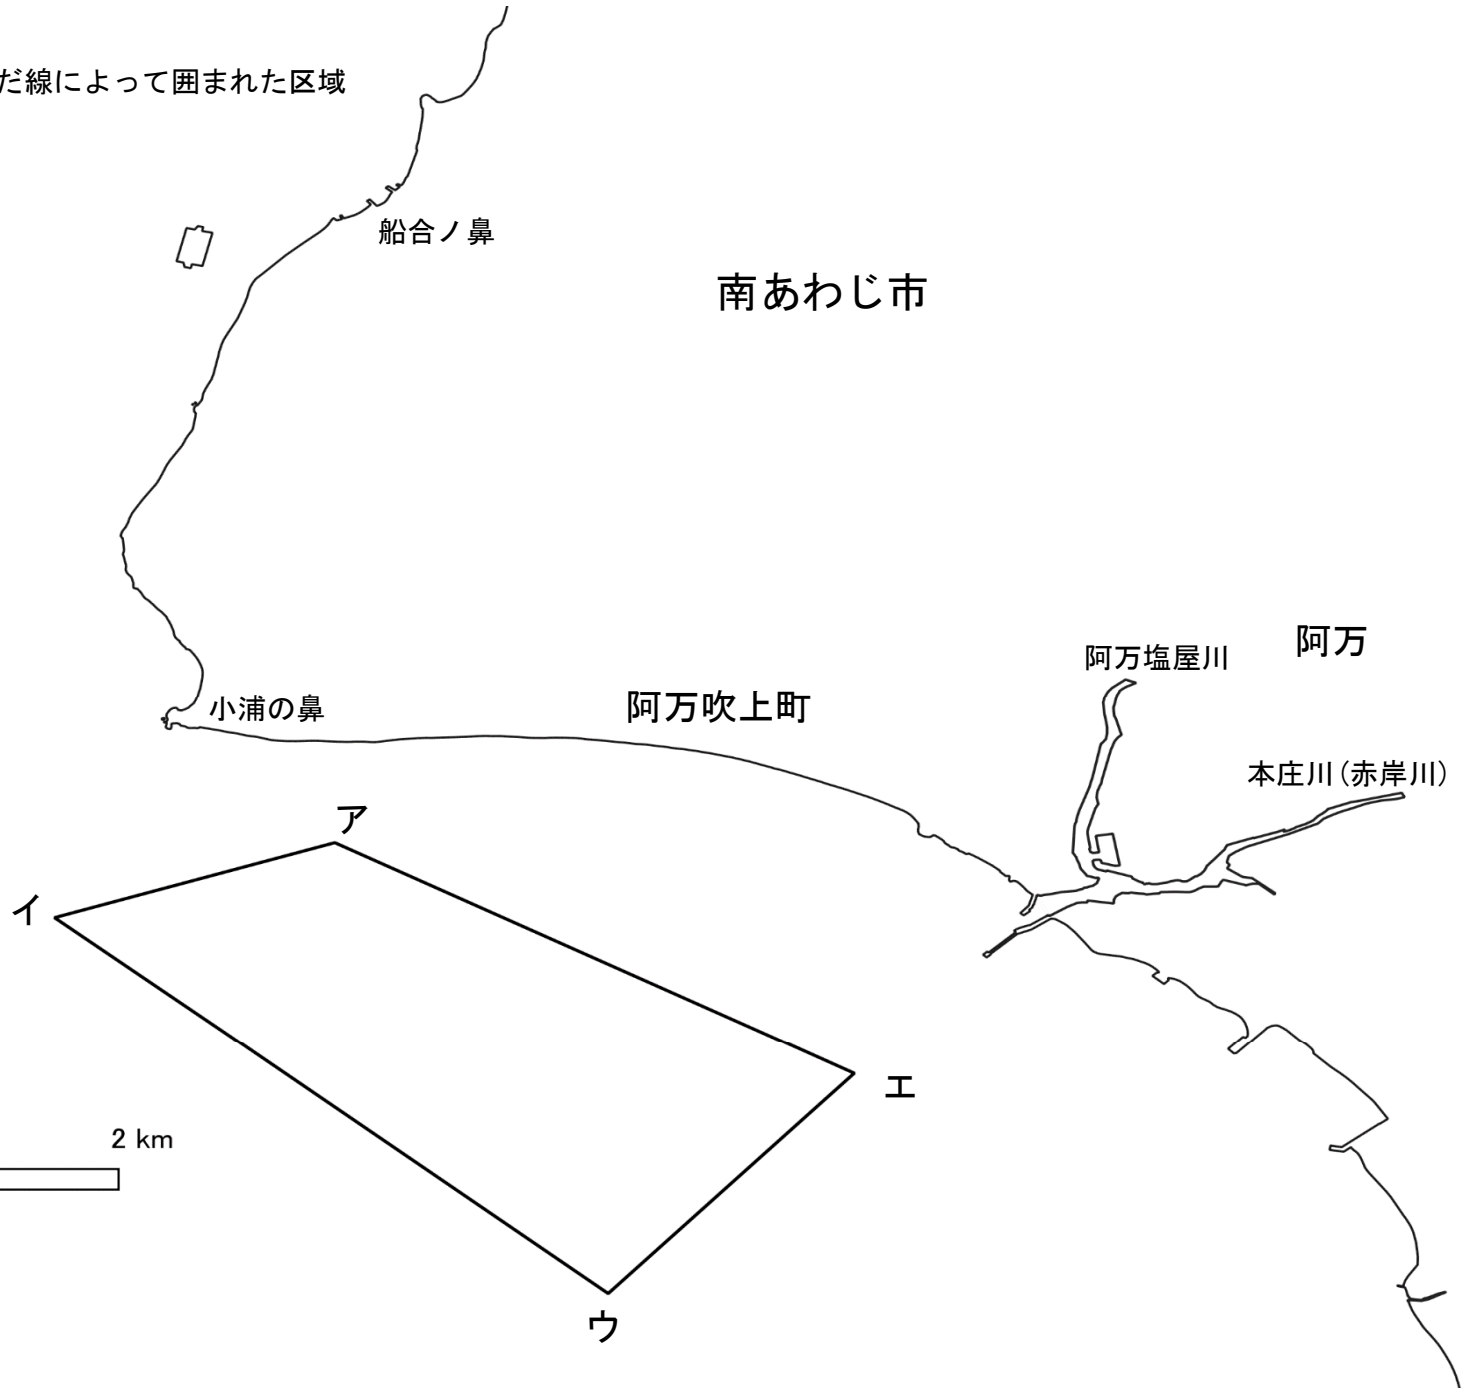 だ線によって囲まれた区域
船合ノ鼻
南あわじ市
阿万
阿万塩屋川
小浦の鼻
阿万吹上町
本庄川(赤岸川)
ア
イ
エ
2 km
ウ